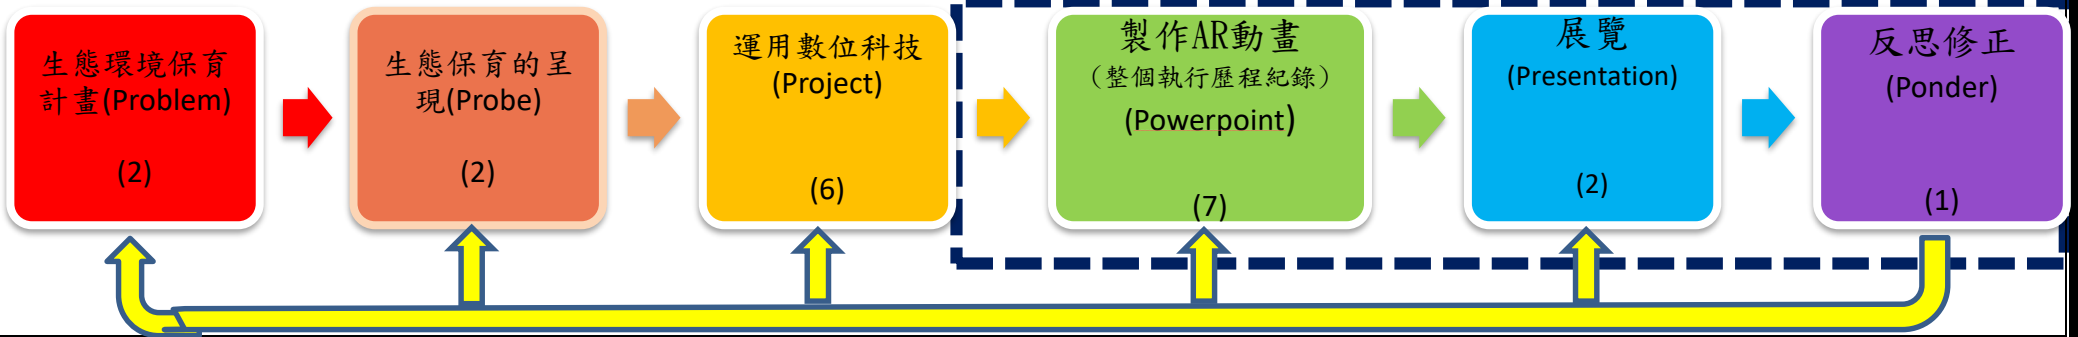 生態環境保育
計畫(Problem)
(2)
生態保育的呈
現(Probe)
(2)
運用數位科技
(Project)
(6)
製作AR動畫
(整個執行歷程紀錄)
(Powerpoint)
(7)
展覽
(Presentation)
(2)
反思修正
(Ponder)
(1)